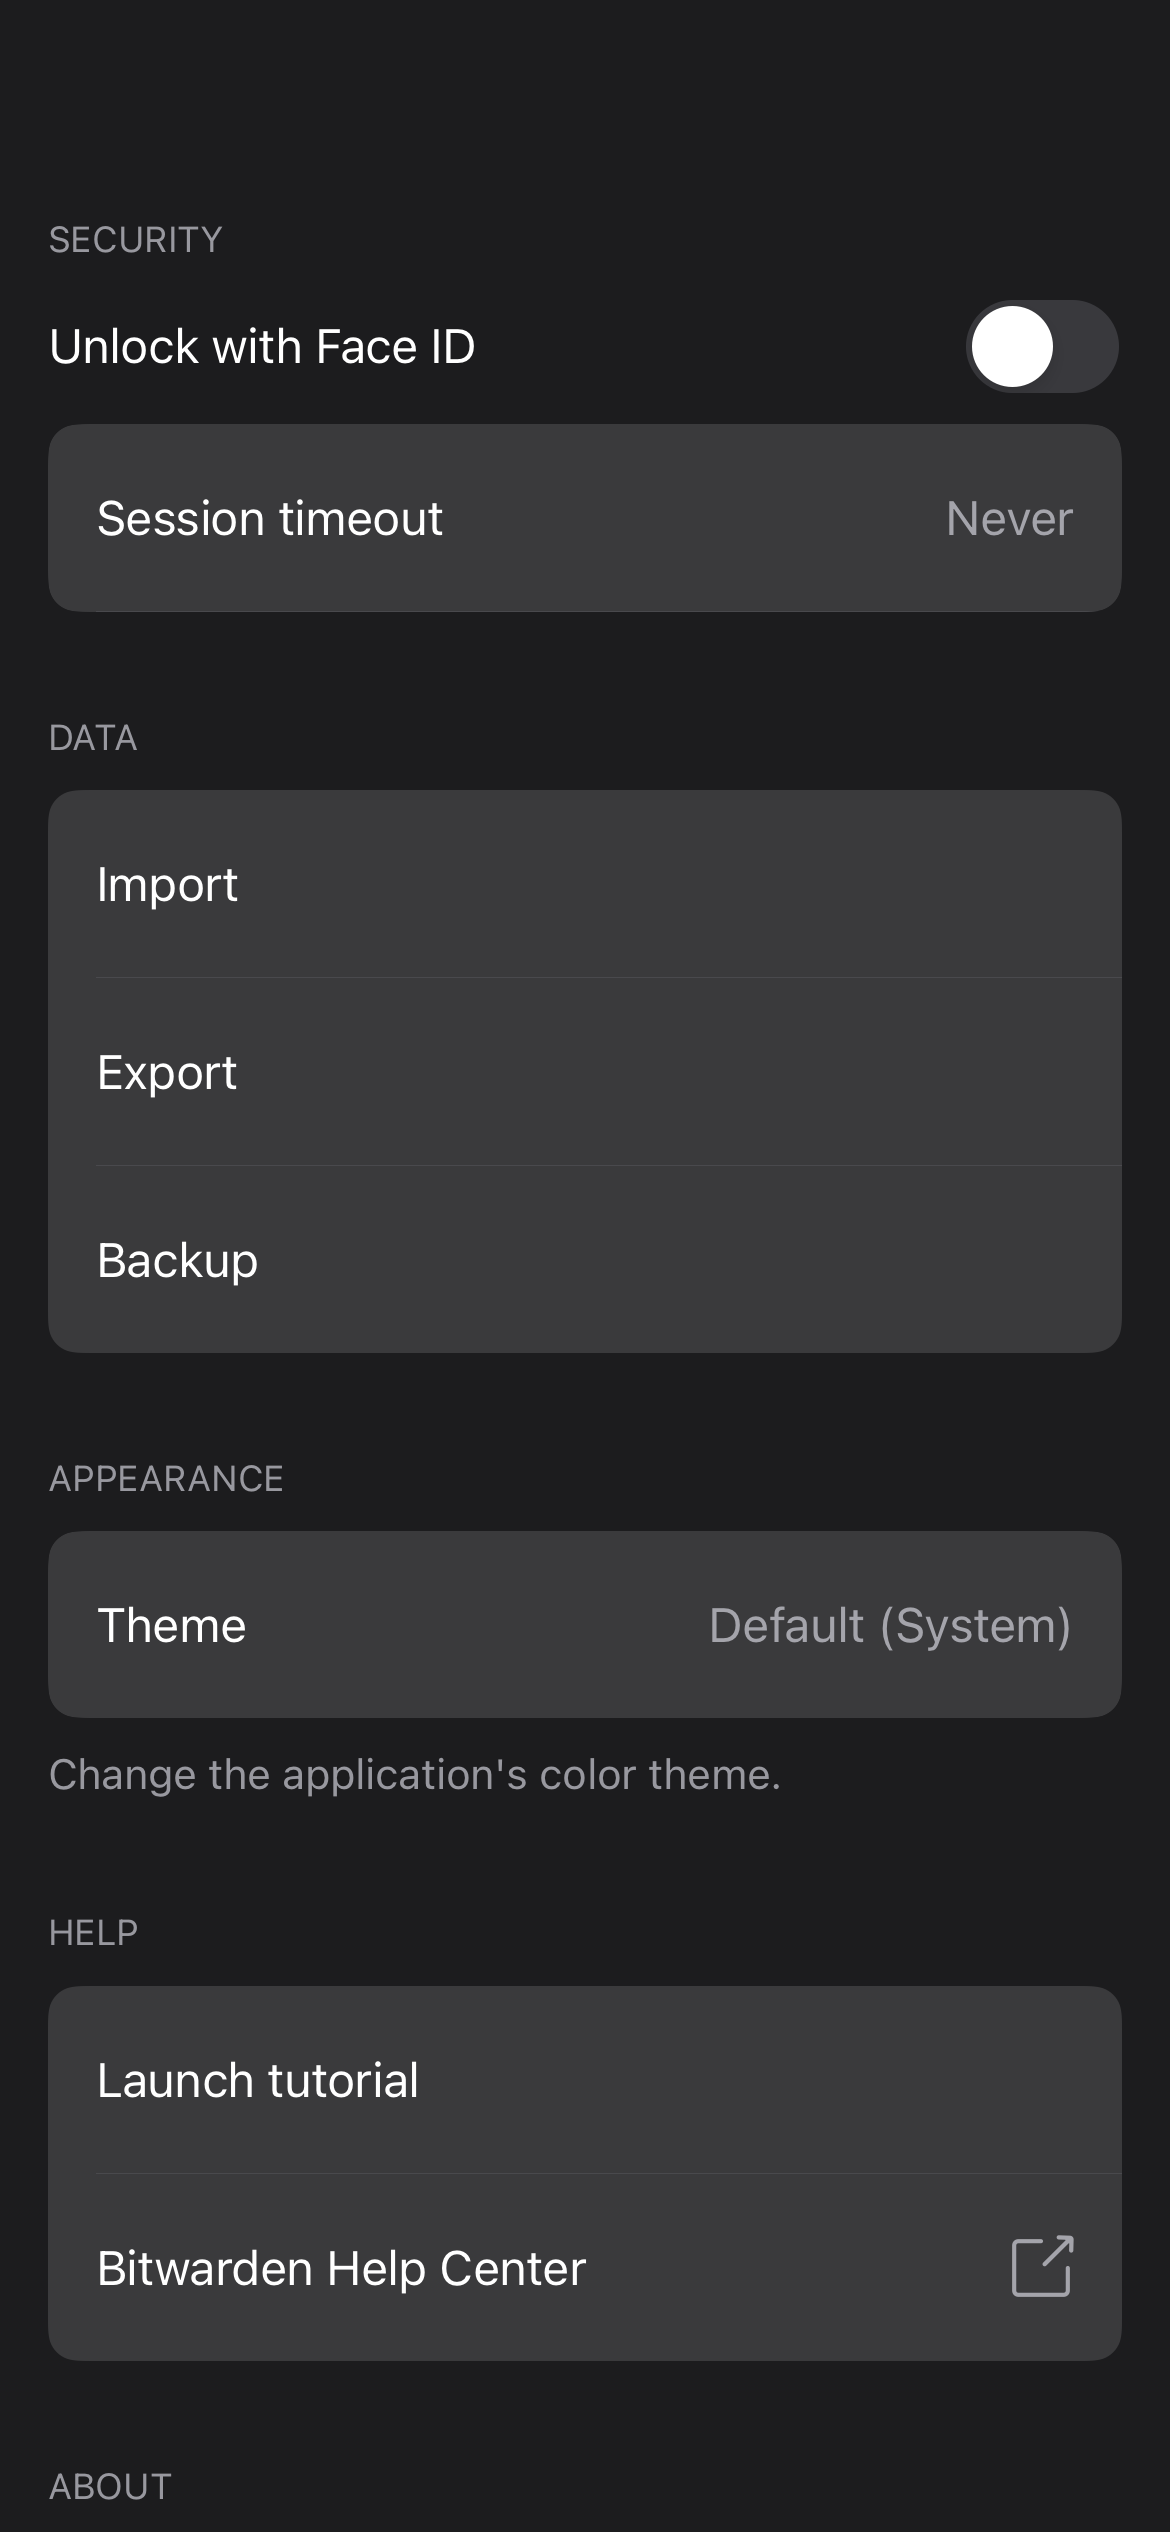 SECURITY
Unlock with Face ID
Session timeout Never
DATA
Import
Export
Backup
APPEARANCE
Theme Default (System)
Change the application's color theme.
HELP
Launch tutorial
Bitwarden Help Center
ABOUT